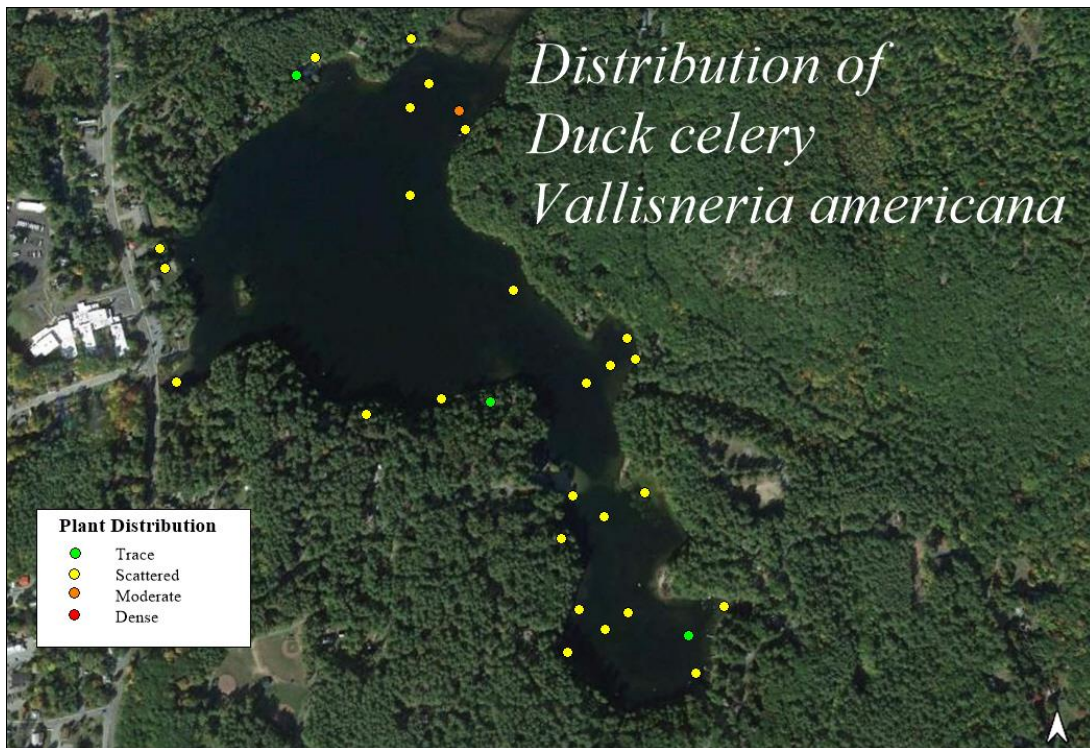 Distribution of
Duck celery
Vallisneria americana
Plant Distribution
Trace
Scattered
Moderate
Dense